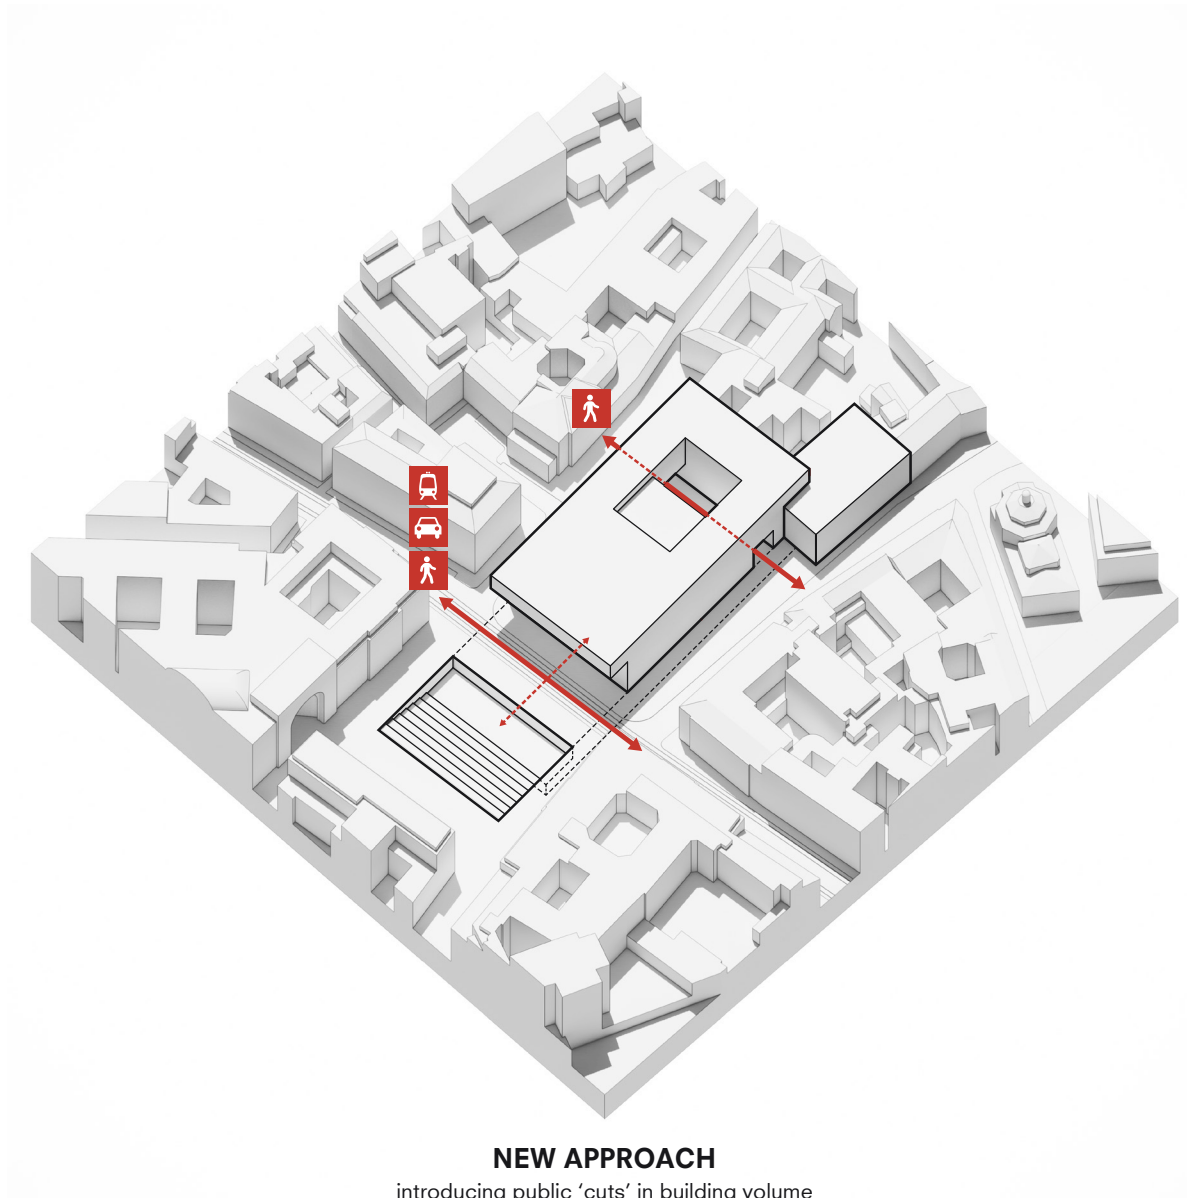 NEW APPROACH
introducing public ‘cuts’ in building volume